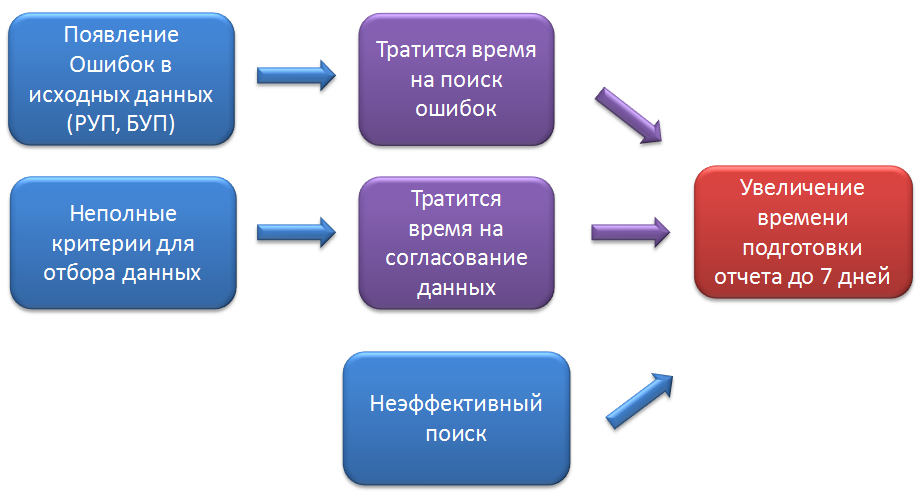 Появление
Ошибок в
исходных данных
(РУП, БУП)
Тратится время
на поиск
ошибок
Неполные
критерии для
отбора данных
Тратится
время на
согласование
данных
Увеличение
времени
подготовки
отчета до 7 дней
Неэффективный
поиск